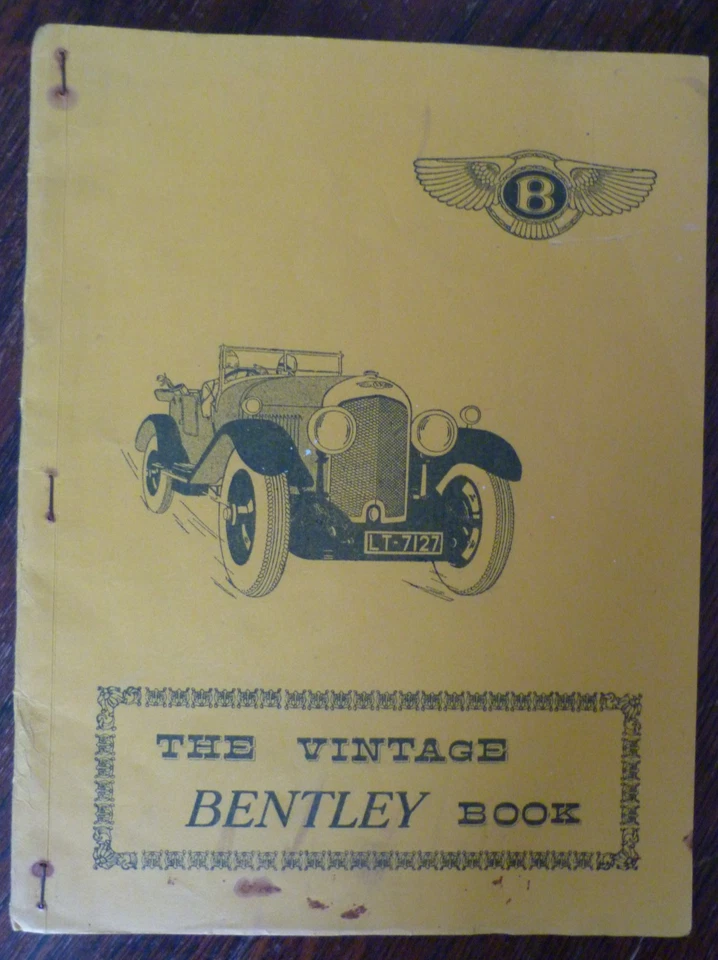 B
LT-7127
THE VINTAGE
BENTLEY BOOK